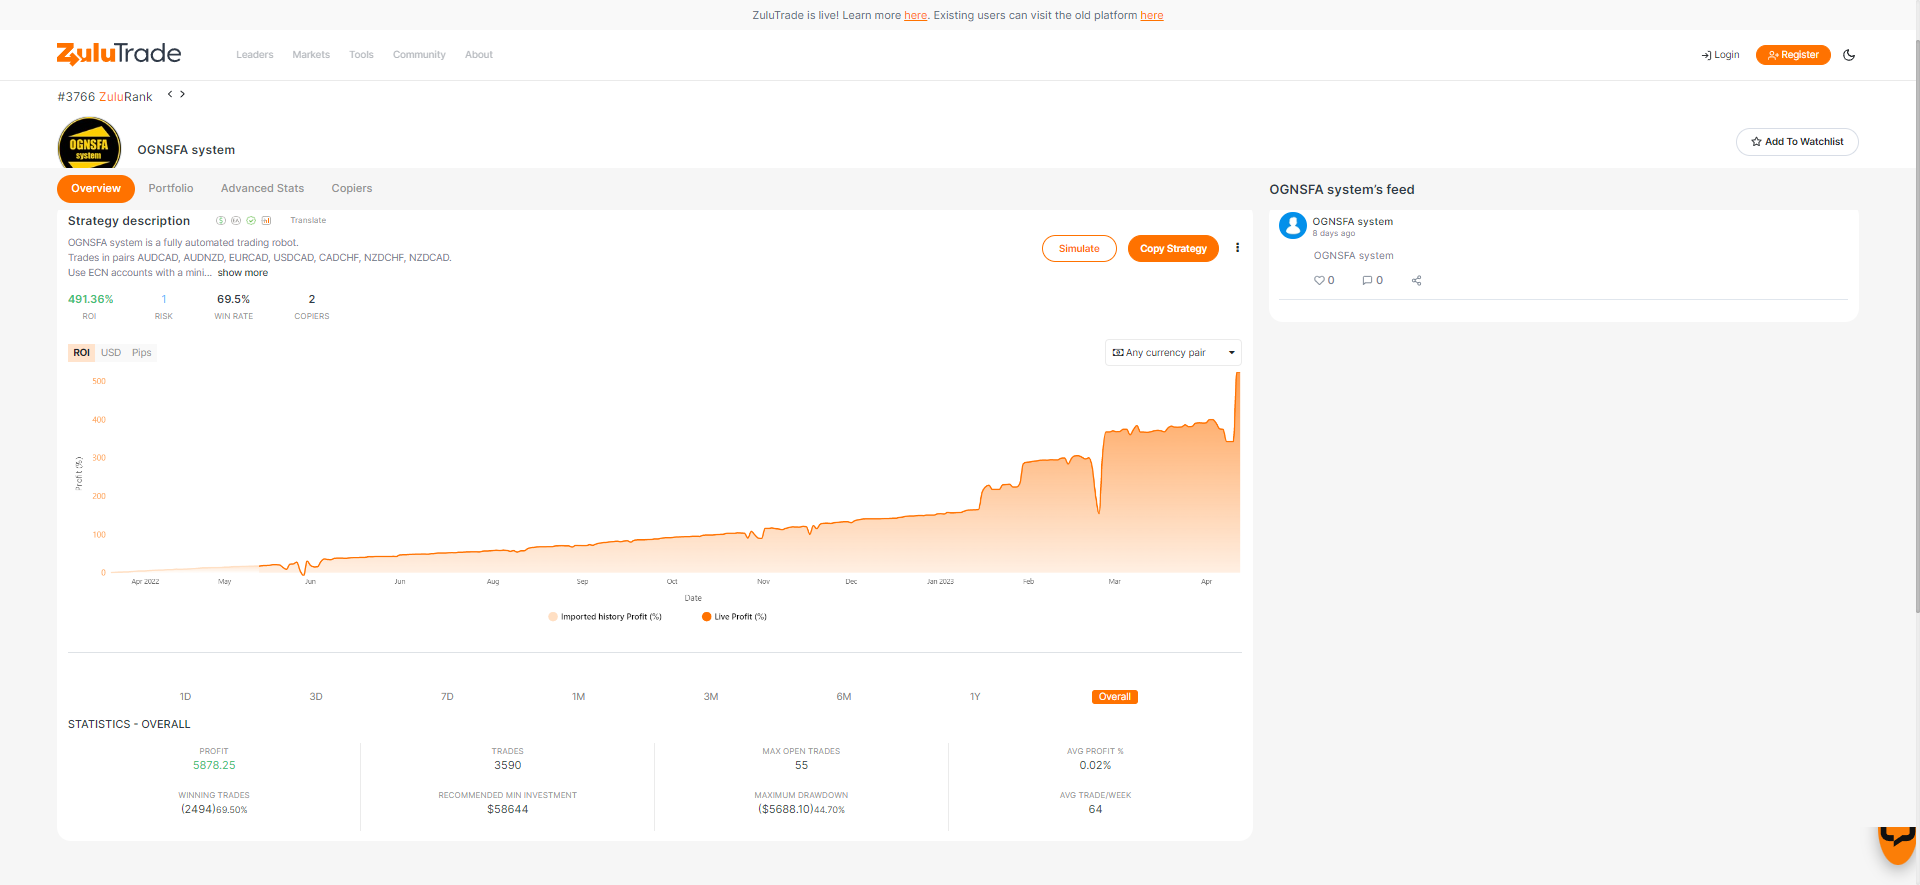 ZuluTrade is live! Learn more here. Existing users can visit the old platform here
ZuluTrade
Leaders
Markets
Tools
Community
About
Login
Register
#3766 ZuluRank
OGNSFA
system
OGNSFA system
Add To Watchlist
Overview
Portfolio
Advanced Stats
Copiers
Strategy description
Translate
OGNSFA system is a fully automated trading robot.
Trades in pairs AUDCAD, AUDNZD, EURCAD, USDCAD, CADCHF, NZDCHF, NZDCAD.
Use ECN accounts with a mini... show more
Simulate
Copy Strategy
491.36%
1
69.5%
2
ROI
RISK
WIN RATE
COPIERS
ROI
USD
Pips
Any currency pair
500
400
300
200
100
0
Profit (%)
Apr 2022
May
Jun
Jun
Aug
Sep
Oct
Nov
Dec
Jan 2023
Feb
Mar
Apr
Date
Imported history Profit (%)
Live Profit (%)
1D
3D
7D
1M
3M
6M
1Y
Overall
STATISTICS - OVERALL
PROFIT
5878.25
TRADES
3590
MAX OPEN TRADES
55
AVG PROFIT %
0.02%
WINNING TRADES
(2494)69.50%
RECOMMENDED MIN INVESTMENT
$58644
MAXIMUM DRAWDOWN
($5688.10)44.70%
AVG TRADE/WEEK
64
OGNSFA system's feed
OGNSFA system
8 days ago
OGNSFA system
0
0